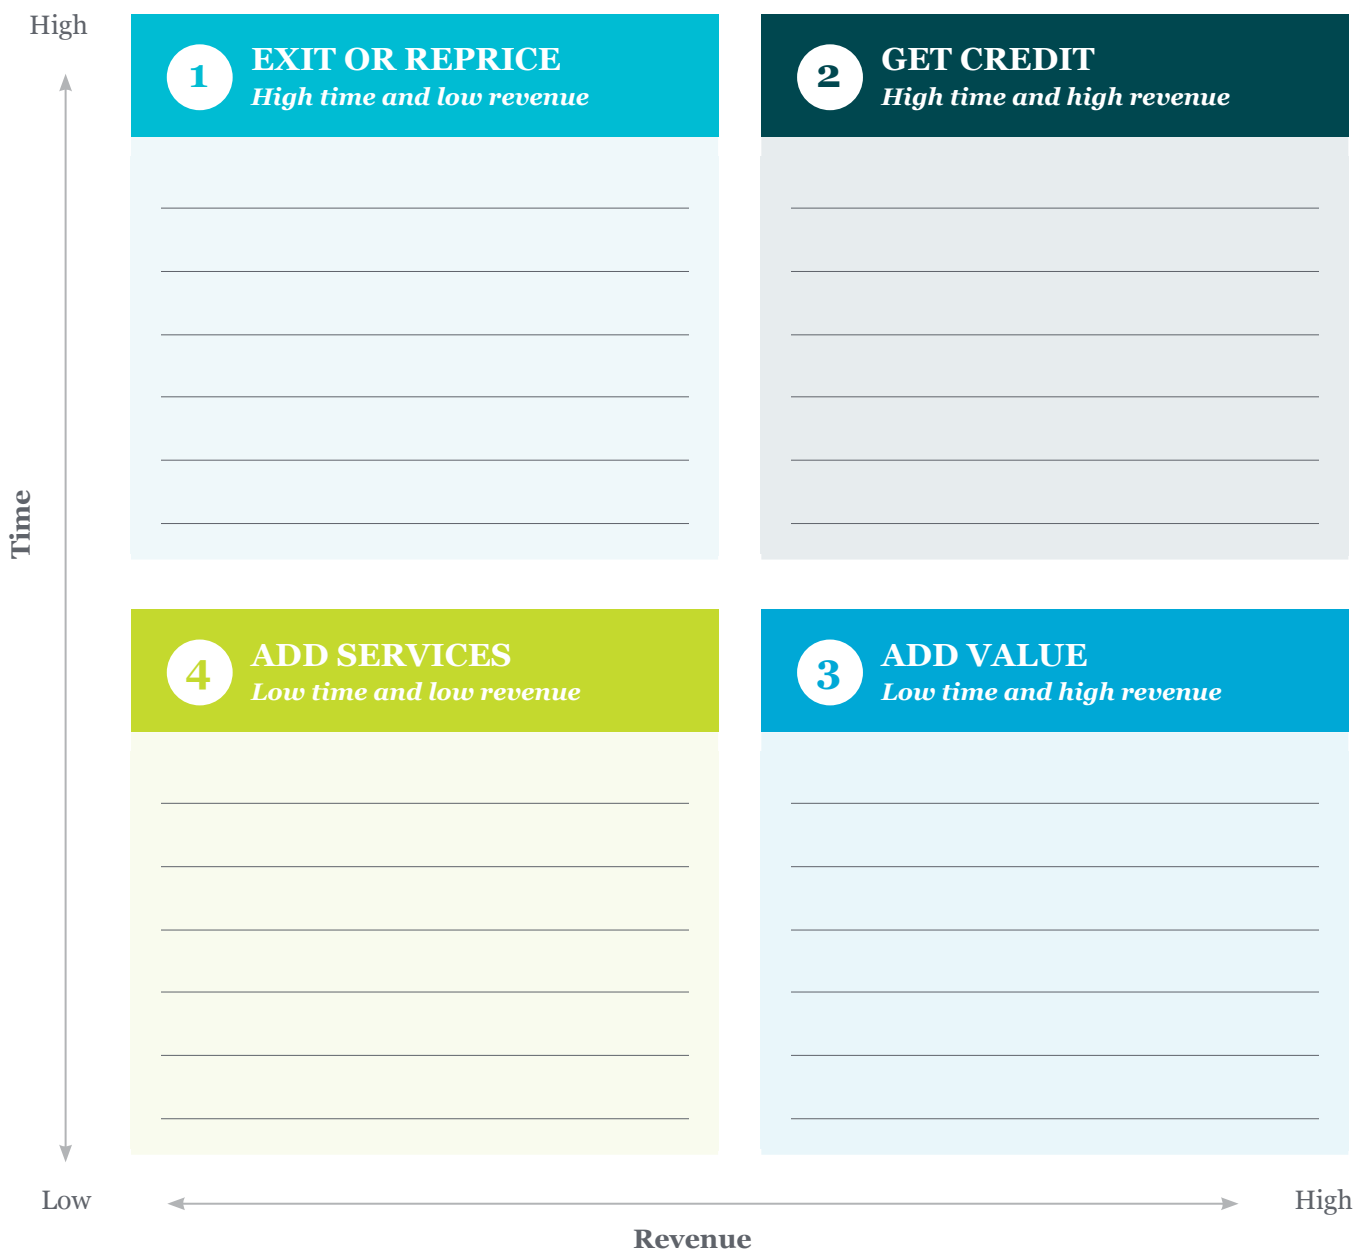 High
1
EXIT OR REPRICE
High time and low revenue
2
GET CREDIT
High time and high revenue
Time
4
ADD SERVICES
Low time and low revenue
3
ADD VALUE
Low time and high revenue
Low
High
Revenue